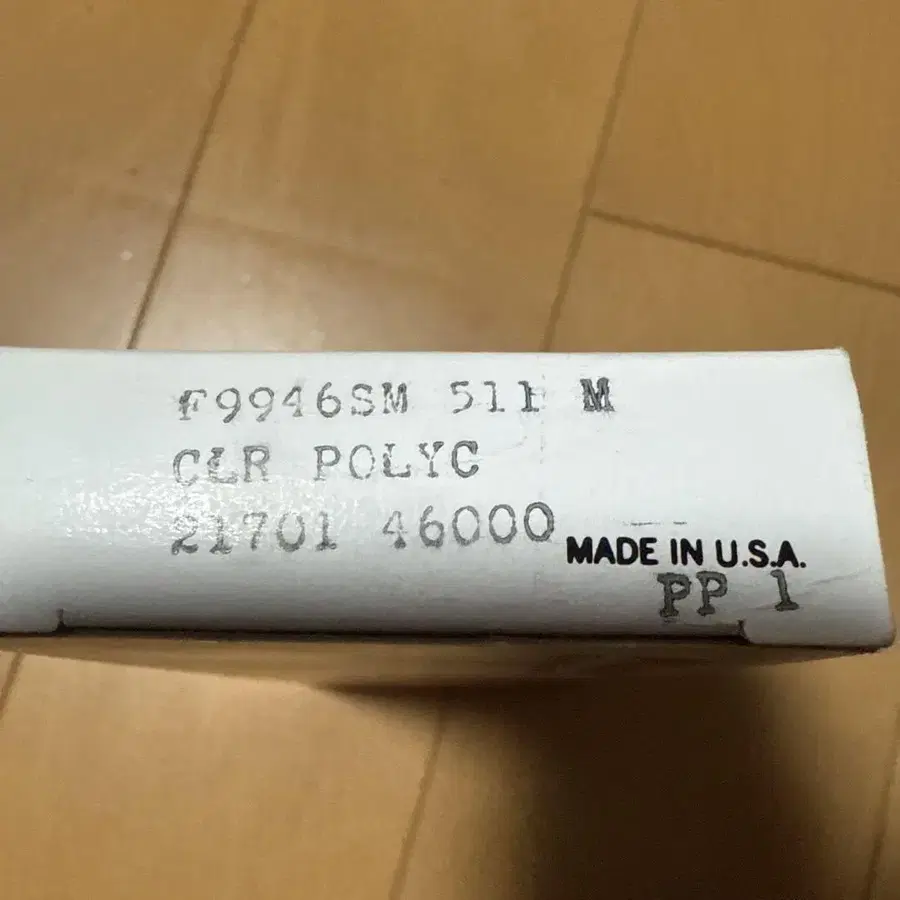 F9946SM 511 M
CLR POLYC
21701 46000
MADE IN U.S.A.
PP 1